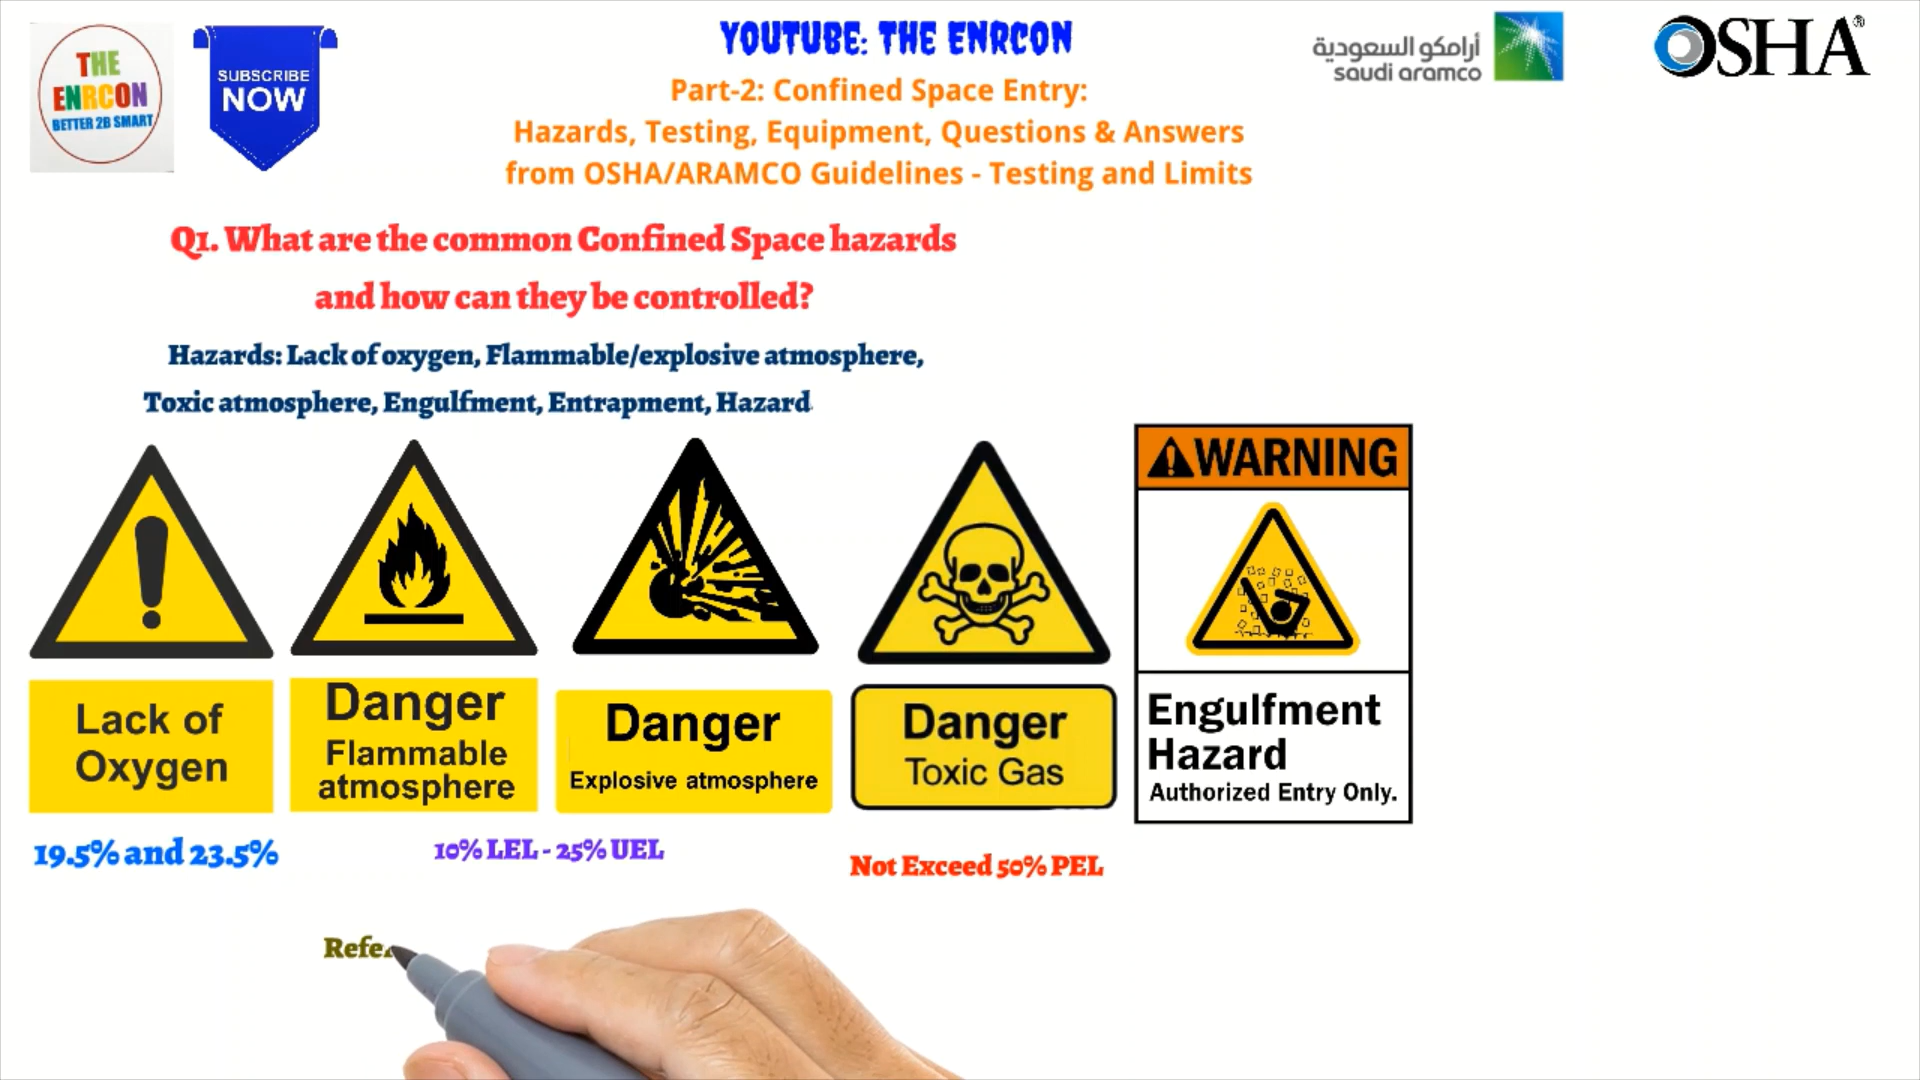 THE
ENRCON
BETTER 2B SMART
SUBSCRIBE
NOW
YOUTUBE: THE ENRCON
Part-2: Confined Space Entry:
Hazards, Testing, Equipment, Questions & Answers
from OSHA/ARAMCO Guidelines - Testing and Limits
أرامكو السعودية
saudi aramco
OSHA®
Q1. What are the common Confined Space hazards
and how can they be controlled?
Hazards: Lack of oxygen, Flammable/explosive atmosphere,
Toxic atmosphere, Engulfment, Entrapment, Hazard
Lack of
Oxygen
Danger
Flammable
atmosphere
Danger
Explosive atmosphere
Danger
Toxic Gas
WARNING
Engulfment
Hazard
Authorized Entry Only.
19.5% and 23.5%
10% LEL - 25% UEL
Not Exceed 50% PEL